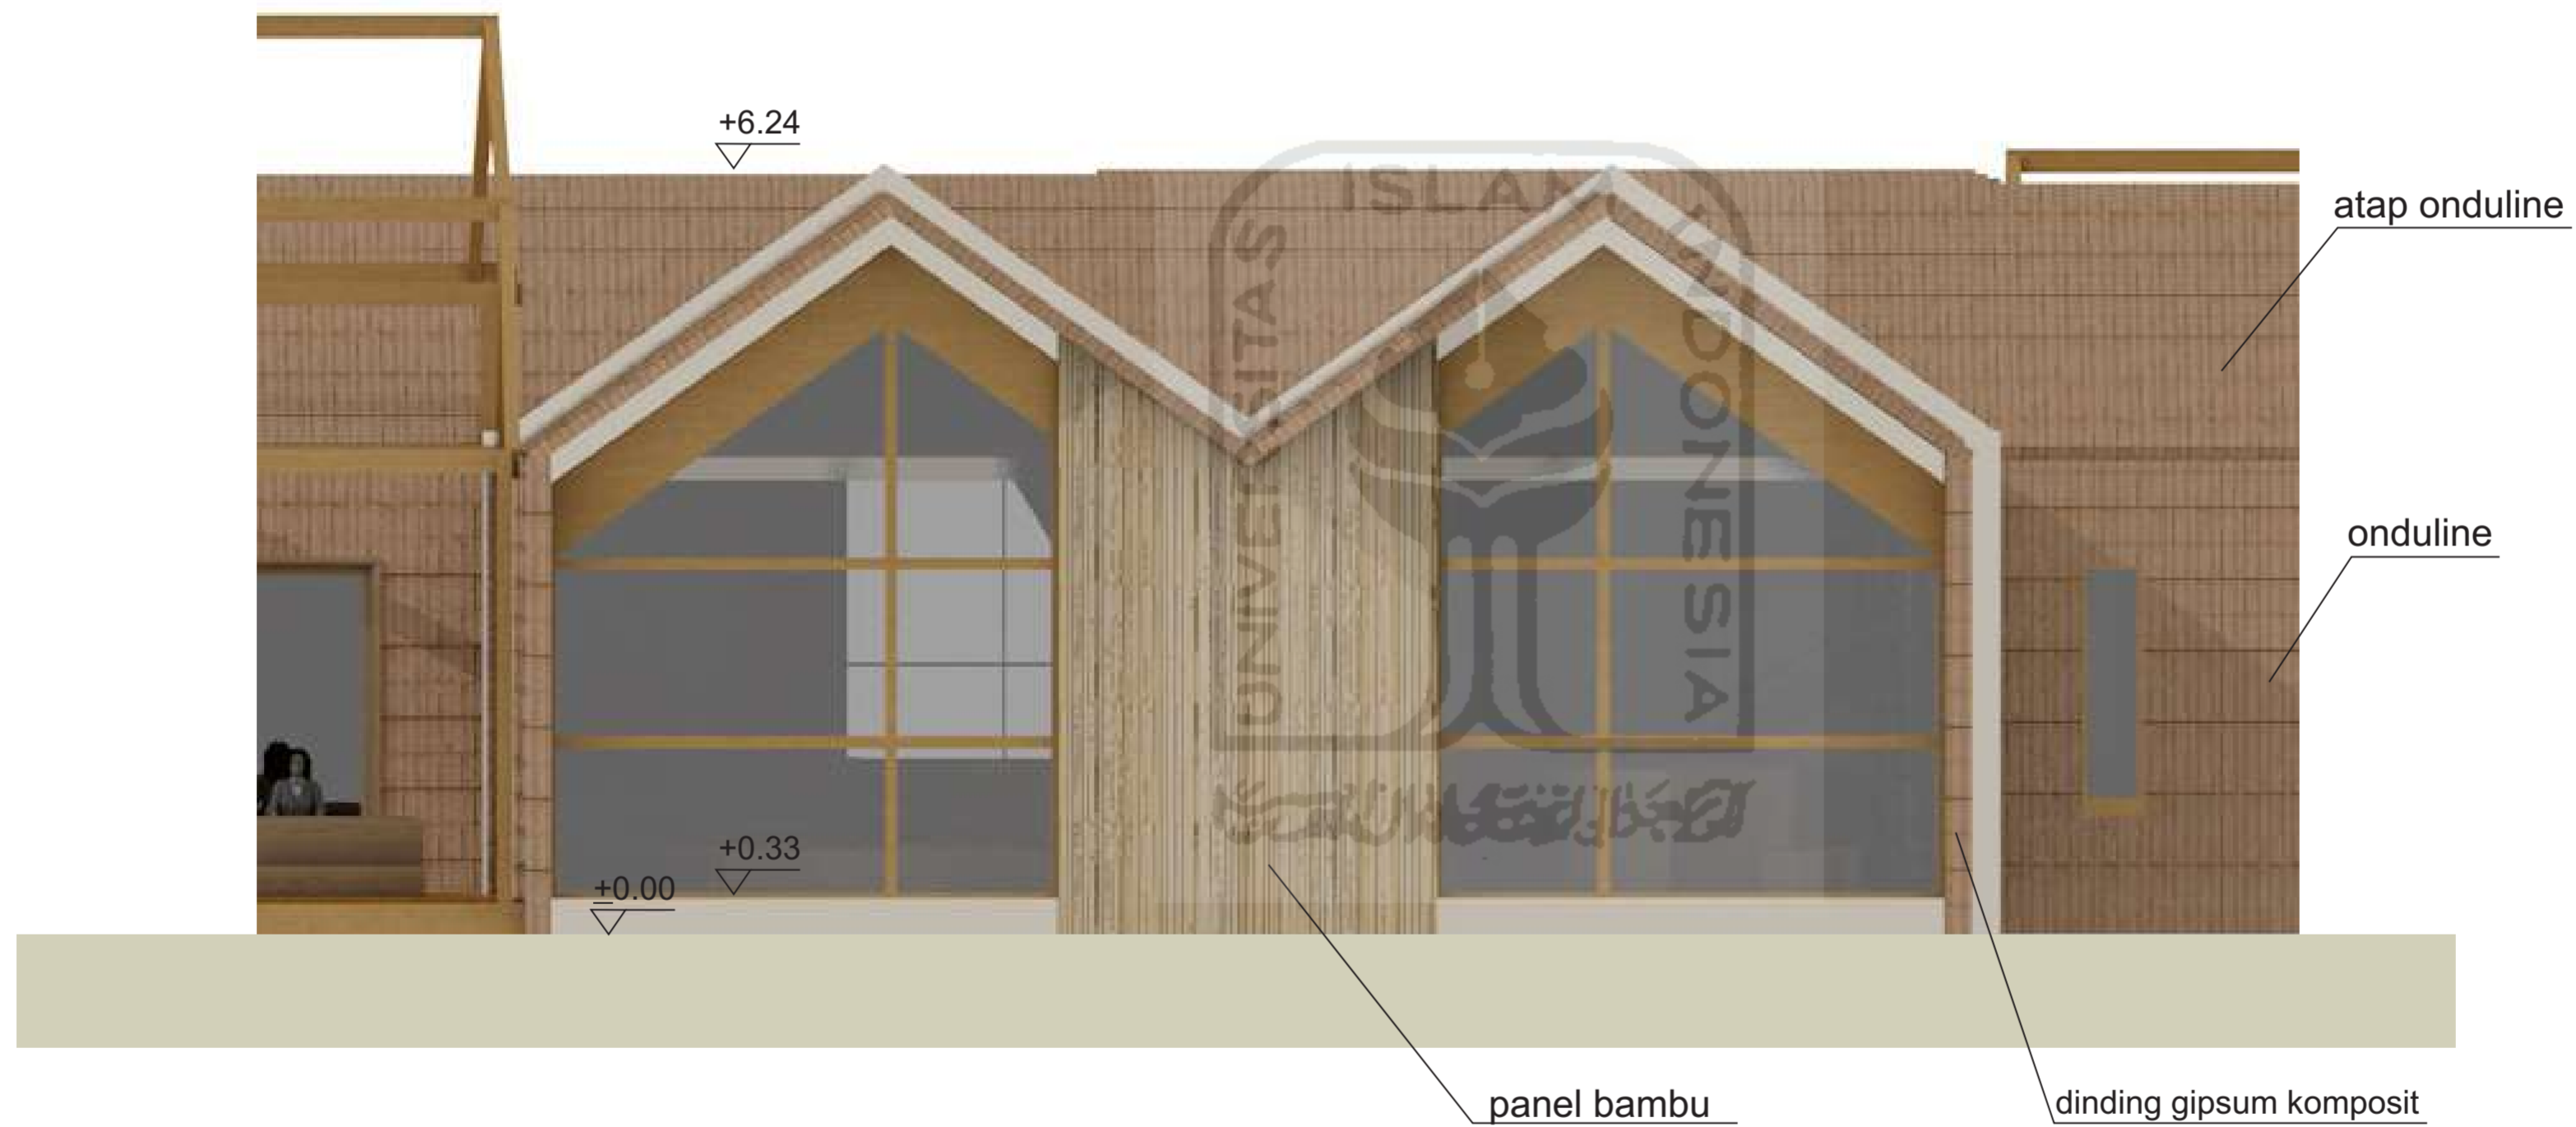 +6.24
atap onduline
onduline
+0.33
±0.00
panel bambu
dinding gipsum komposit
UNIVERSITAS
ISLAM
INDONESIA